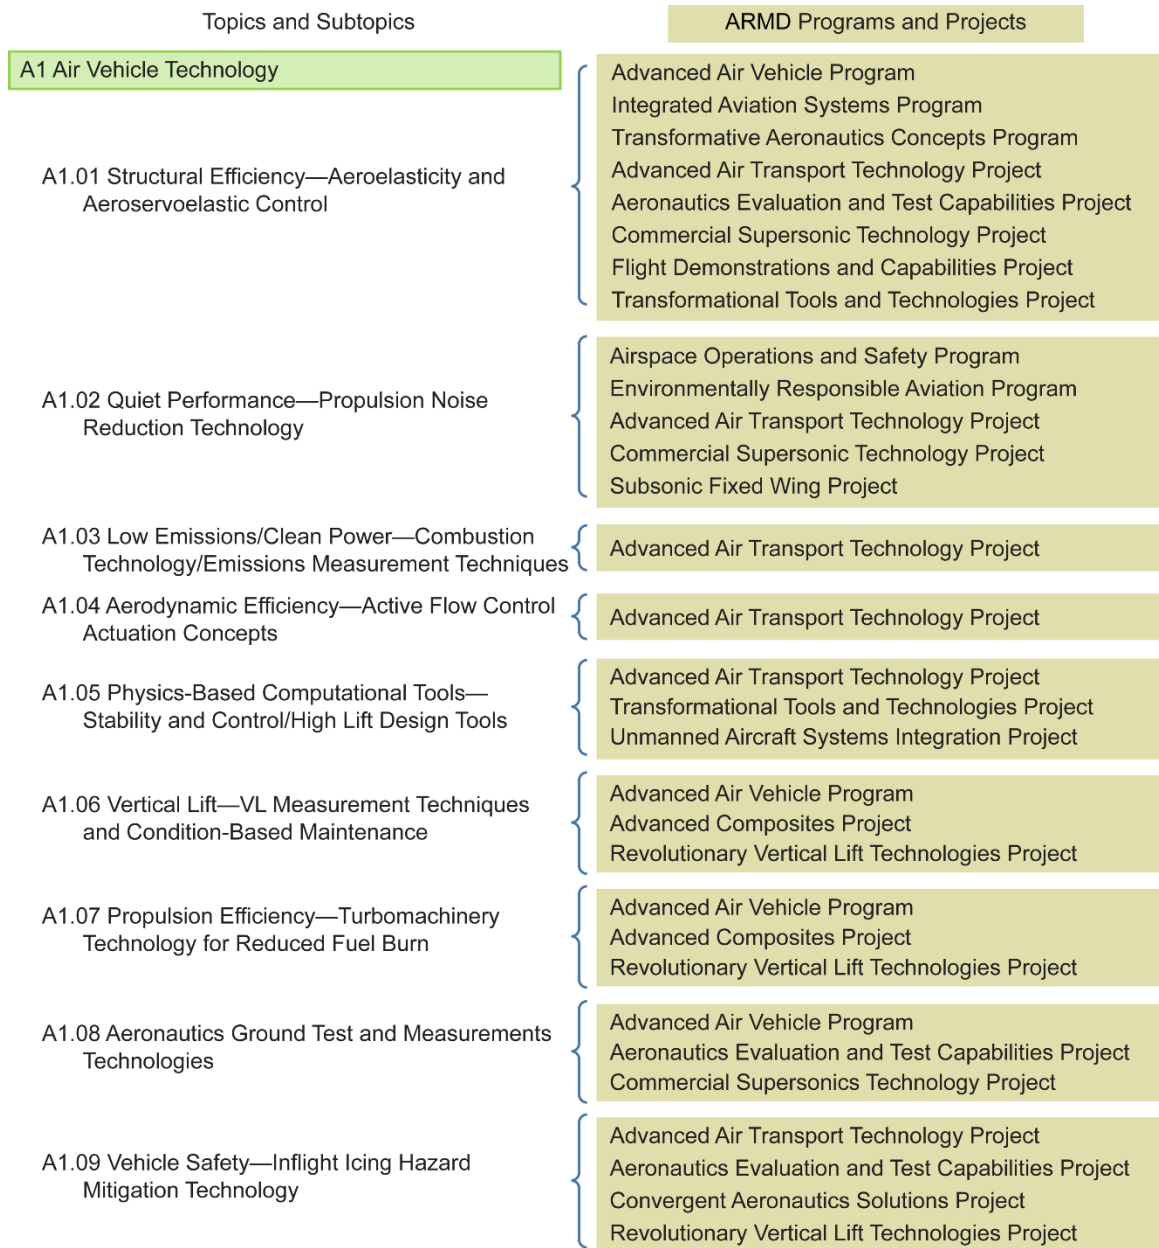 Topics and Subtopics
ARMD Programs and Projects
A1 Air Vehicle Technology
A1.01 Structural Efficiency—Aeroelasticity and
Aeroservoelastic Control
Advanced Air Vehicle Program
Integrated Aviation Systems Program
Transformative Aeronautics Concepts Program
Advanced Air Transport Technology Project
Aeronautics Evaluation and Test Capabilities Project
Commercial Supersonic Technology Project
Flight Demonstrations and Capabilities Project
Transformational Tools and Technologies Project
A1.02 Quiet Performance—Propulsion Noise
Reduction Technology
Airspace Operations and Safety Program
Environmentally Responsible Aviation Program
Advanced Air Transport Technology Project
Commercial Supersonic Technology Project
Subsonic Fixed Wing Project
A1.03 Low Emissions/Clean Power—Combustion
Technology/Emissions Measurement Techniques
Advanced Air Transport Technology Project
A1.04 Aerodynamic Efficiency—Active Flow Control
Actuation Concepts
Advanced Air Transport Technology Project
A1.05 Physics-Based Computational Tools—
Stability and Control/High Lift Design Tools
Advanced Air Transport Technology Project
Transformational Tools and Technologies Project
Unmanned Aircraft Systems Integration Project
A1.06 Vertical Lift—VL Measurement Techniques
and Condition-Based Maintenance
Advanced Air Vehicle Program
Advanced Composites Project
Revolutionary Vertical Lift Technologies Project
A1.07 Propulsion Efficiency—Turbomachinery
Technology for Reduced Fuel Burn
Advanced Air Vehicle Program
Advanced Composites Project
Revolutionary Vertical Lift Technologies Project
A1.08 Aeronautics Ground Test and Measurements
Technologies
Advanced Air Vehicle Program
Aeronautics Evaluation and Test Capabilities Project
Commercial Supersonics Technology Project
A1.09 Vehicle Safety—Inflight Icing Hazard
Mitigation Technology
Advanced Air Transport Technology Project
Aeronautics Evaluation and Test Capabilities Project
Convergent Aeronautics Solutions Project
Revolutionary Vertical Lift Technologies Project